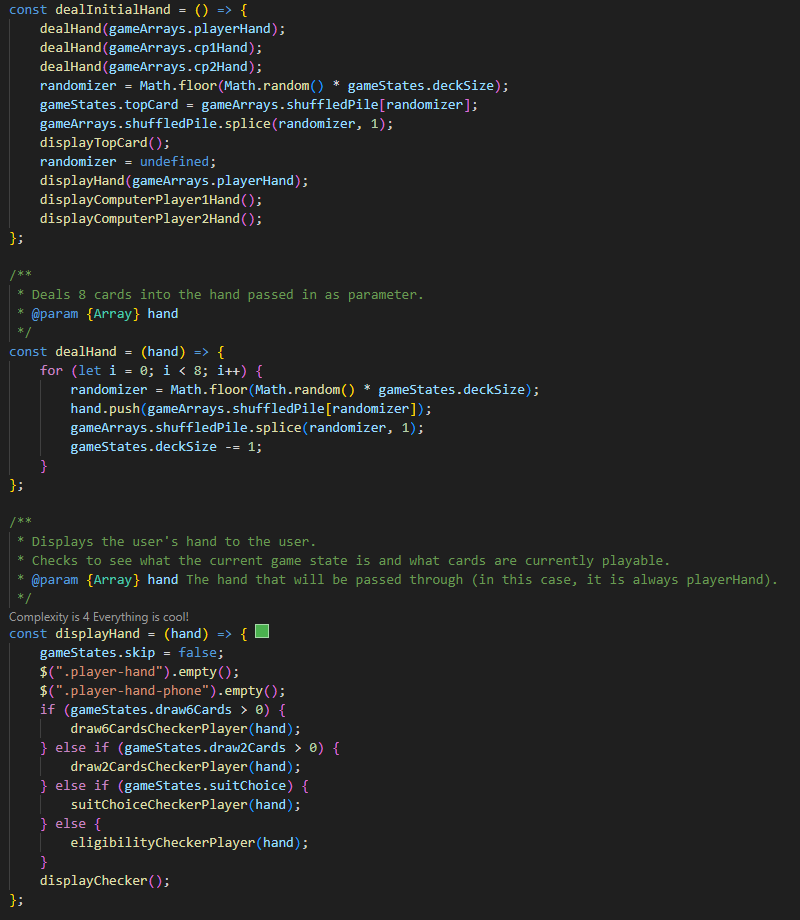 const dealInitialHand = () => {
    dealHand(gameArrays.playerHand);
    dealHand(gameArrays.cp1Hand);
    dealHand(gameArrays.cp2Hand);
    randomizer = Math.floor(Math.random() * gameStates.deckSize);
    gameStates.topCard = gameArrays.shuffledPile[randomizer];
    gameArrays.shuffledPile.splice(randomizer, 1);
    displayTopCard();
    randomizer = undefined;
    displayHand(gameArrays.playerHand);
    displayComputerPlayer1Hand();
    displayComputerPlayer2Hand();
};

/**
 * Deals 8 cards into the hand passed in as parameter.
 * @param {Array} hand
 */
const dealHand = (hand) => {
    for (let i = 0; i < 8; i++) {
        randomizer = Math.floor(Math.random() * gameStates.deckSize);
        hand.push(gameArrays.shuffledPile[randomizer]);
        gameArrays.shuffledPile.splice(randomizer, 1);
        gameStates.deckSize -= 1;
    }
};

/**
 * Displays the user's hand to the user.
 * Checks to see what the current game state is and what cards are currently playable.
 * @param {Array} hand The hand that will be passed through (in this case, it is always playerHand).
 */
Complexity is 4 Everything is cool!
const displayHand = (hand) => {
    gameStates.skip = false;
    $(".player-hand").empty();
    $(".player-hand-phone").empty();
    if (gameStates.draw6Cards > 0) {
        draw6CardsCheckerPlayer(hand);
    } else if (gameStates.draw2Cards > 0) {
        draw2CardsCheckerPlayer(hand);
    } else if (gameStates.suitChoice) {
        suitChoiceCheckerPlayer(hand);
    } else {
        eligibilityCheckerPlayer(hand);
    }
    displayChecker();
};